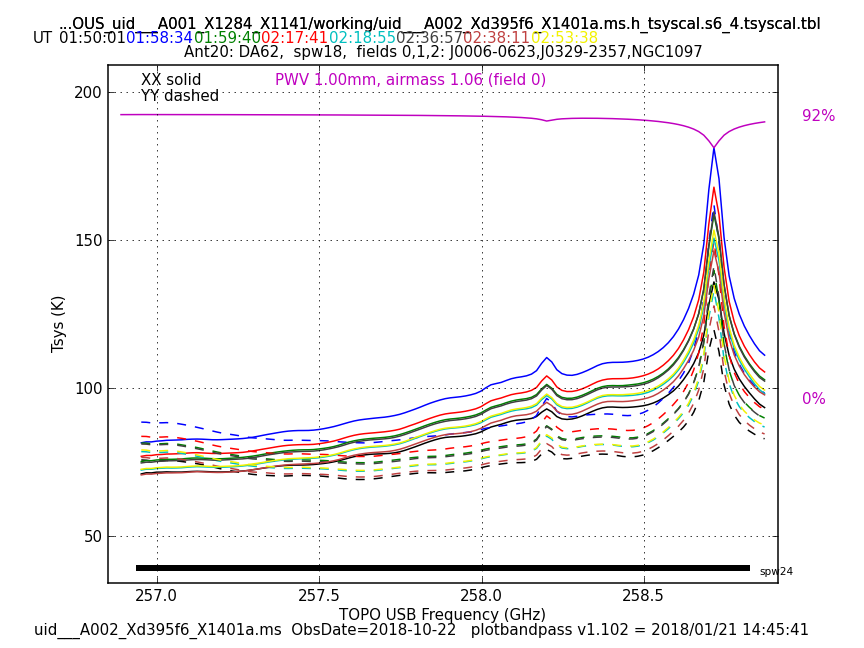 ...OUS_uid___A001_X1284_X1141/working/uid___A002_Xd395f6_X1401a.ms.h_tsyscal.s6_4.tsyscal.tbl
UT 01:50:01 01:58:34 01:59:40 02:17:41 02:18:55 02:36:57 02:38:11 02:53:38
Ant20: DA62, spw18, fields 0,1,2: J0006-0623,J0329-2357,NGC1097
XX solid
YY dashed
PWV 1.00mm, airmass 1.06 (field 0)
200
150
100
50
Tsys (K)
92%
0%
spw24
257.0 257.5 258.0 258.5
TOPO USB Frequency (GHz)
uid___A002_Xd395f6_X1401a.ms ObsDate=2018-10-22 plotbandpass v1.102 = 2018/01/21 14:45:41